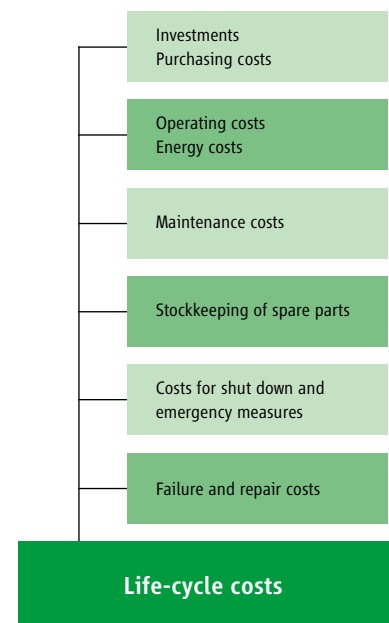 Investments
Purchasing costs
Operating costs
Energy costs
Maintenance costs
Stockkeeping of spare parts
Costs for shut down and
emergency measures
Failure and repair costs
Life-cycle costs